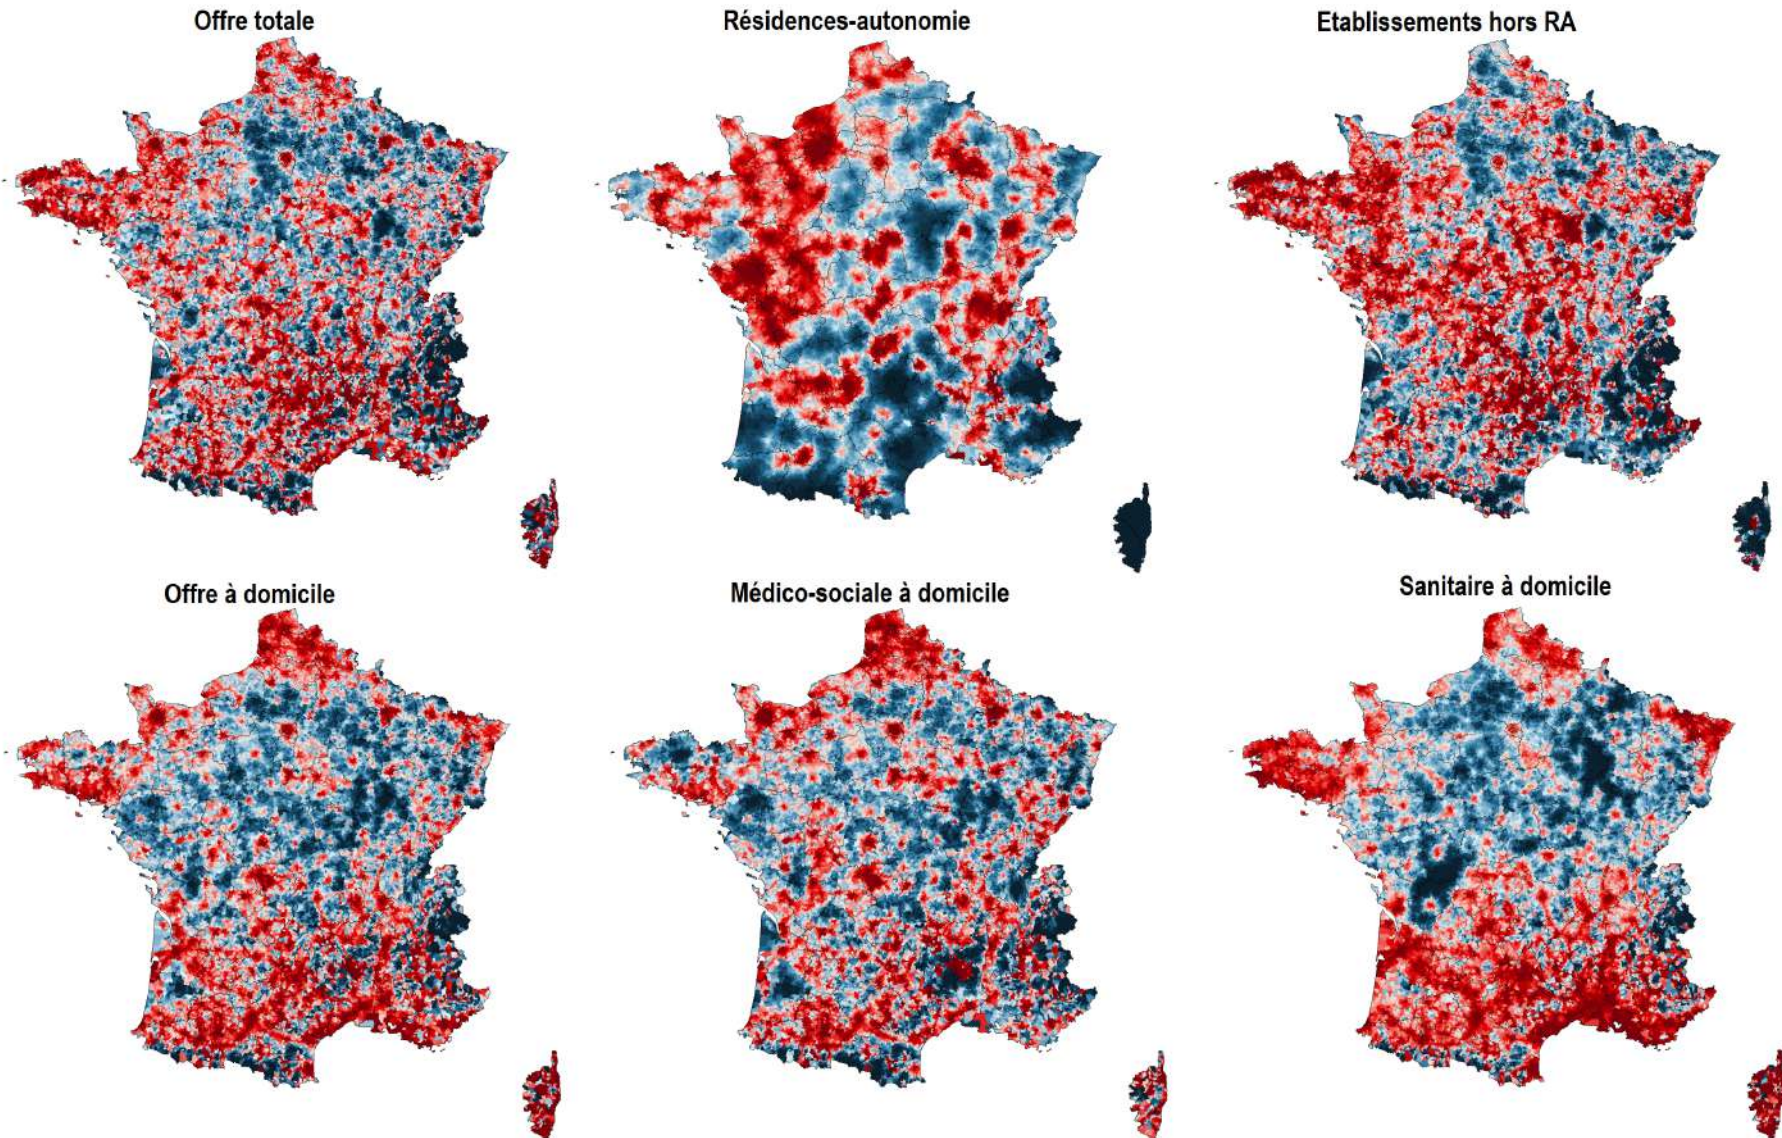 Offre totale
Résidences-autonomie
Etablissements hors RA
Offre à domicile
Médico-sociale à domicile
Sanitaire à domicile